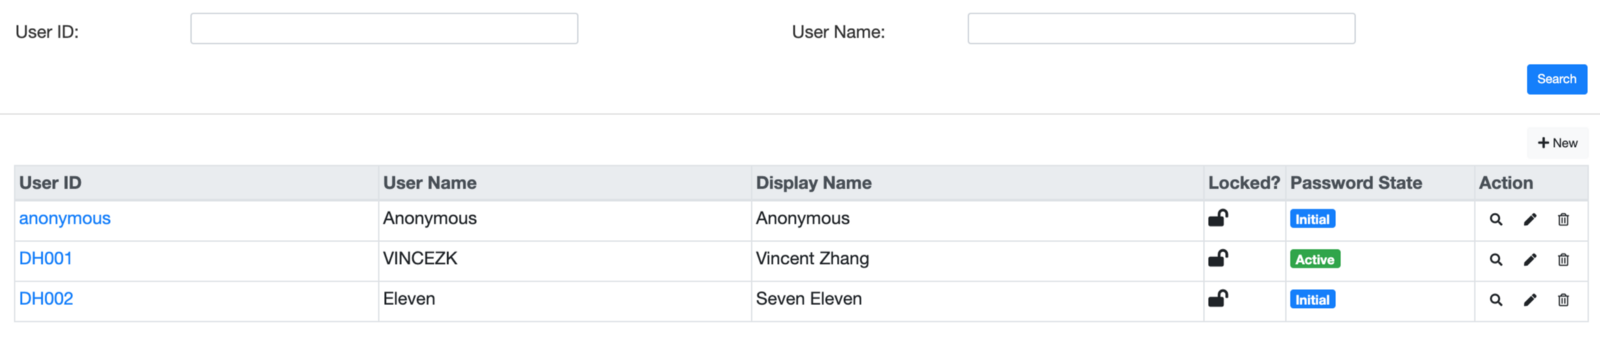 User ID: User Name:
Search
New
User ID User Name Display Name Locked? Password State Action
anonymous Anonymous Anonymous Initial
DH001 VINCEZK Vincent Zhang Active
DH002 Eleven Seven Eleven Initial